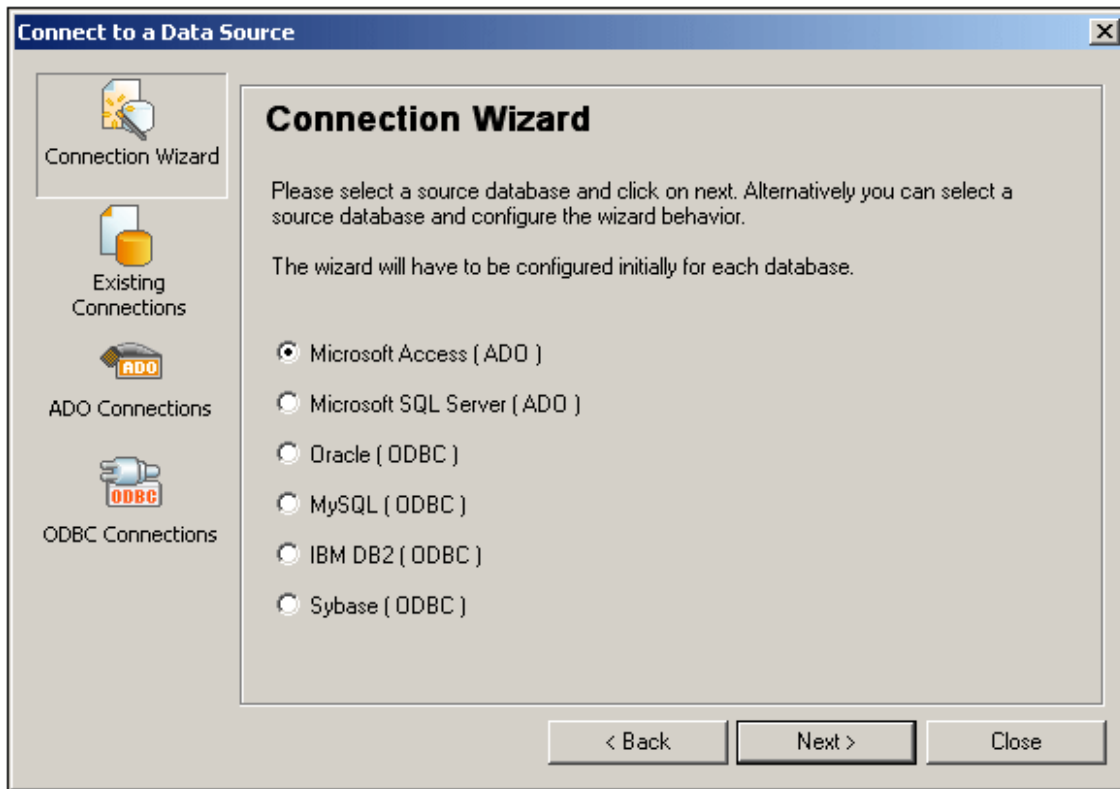 Connect to a Data Source
Connection Wizard
Existing
Connections
ADO
ADO Connections
ODBC
ODBC Connections
Connection Wizard
Please select a source database and click on next. Alternatively you can select a
source database and configure the wizard behavior.
The wizard will have to be configured initially for each database.
Microsoft Access ( ADO )
Microsoft SQL Server ( ADO )
Oracle ( ODBC )
MySQL ( ODBC )
IBM DB2 ( ODBC )
Sybase ( ODBC )
< Back
Next >
Close